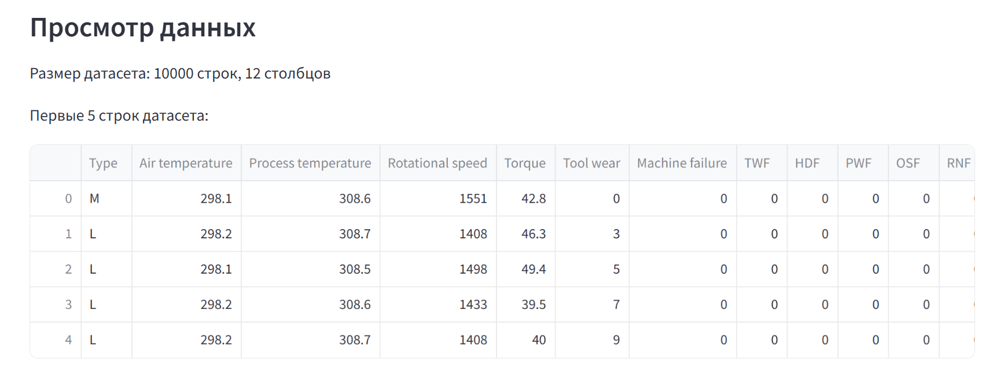 Просмотр данных
Размер датасета: 10000 строк, 12 столбцов
Первые 5 строк датасета:
Type Air temperature Process temperature Rotational speed Torque Tool wear Machine failure TWF HDF PWF OSF RNF
0 M 298.1 308.6 1551 42.8 0 0 0 0 0 0
1 L 298.2 308.7 1408 46.3 3 0 0 0 0 0
2 L 298.1 308.5 1498 49.4 5 0 0 0 0 0
3 L 298.2 308.6 1433 39.5 7 0 0 0 0 0
4 L 298.2 308.7 1408 40 9 0 0 0 0 0